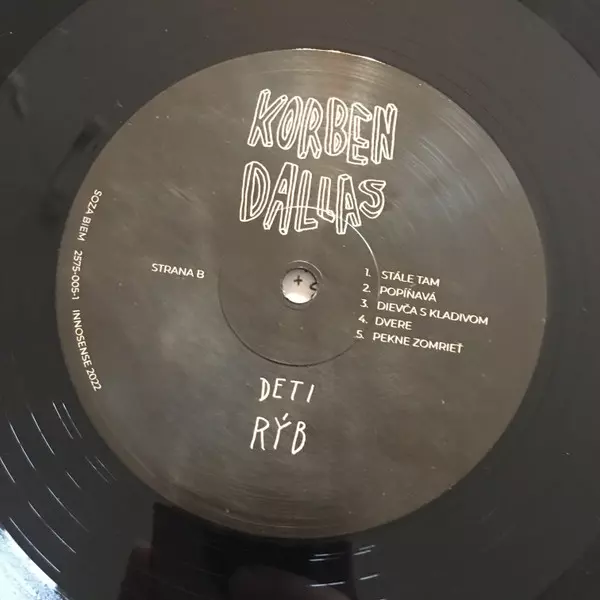 KORBEN
DALLAS
STRANA B
1. STÁLE TAM
2. POPÍŇAVÁ
3. DIEVČA S KLADIVOM
4. DVERE
5. PEKNE ZOMRIEŤ
DETI
RÝB
SOZA BIEM 2575-005-1 INNOSENSE 2022